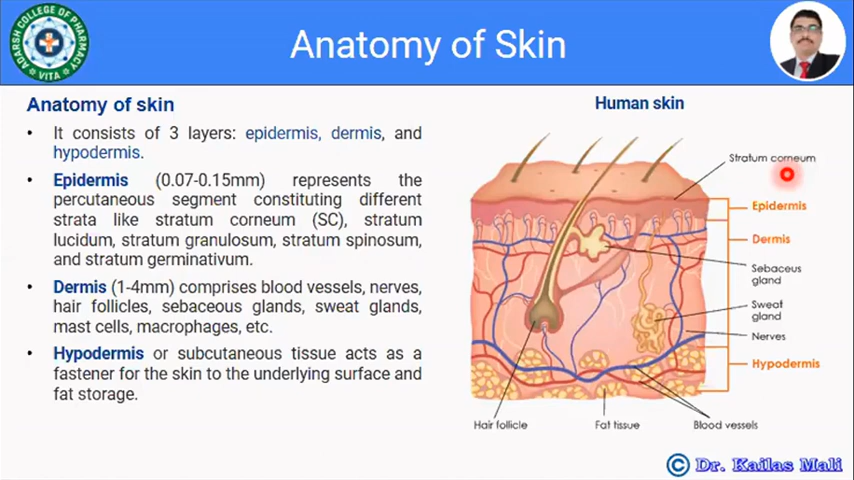 ADARSH COLLEGE OF PHARMACY
VITA
Anatomy of Skin
Anatomy of skin
• It consists of 3 layers: epidermis, dermis, and
hypodermis.
• Epidermis (0.07-0.15mm) represents the
percutaneous segment constituting different
strata like stratum corneum (SC), stratum
lucidum, stratum granulosum, stratum spinosum,
and stratum germinativum.
• Dermis (1-4mm) comprises blood vessels, nerves,
hair follicles, sebaceous glands, sweat glands,
mast cells, macrophages, etc.
• Hypodermis or subcutaneous tissue acts as a
fastener for the skin to the underlying surface and
fat storage.
Human skin
Stratum corneum
Epidermis
Dermis
Sebaceus
gland
Sweat
gland
Nerves
Hypodermis
Hair follicle
Fat tissue
Blood vessels
© Dr. Kailas Mali